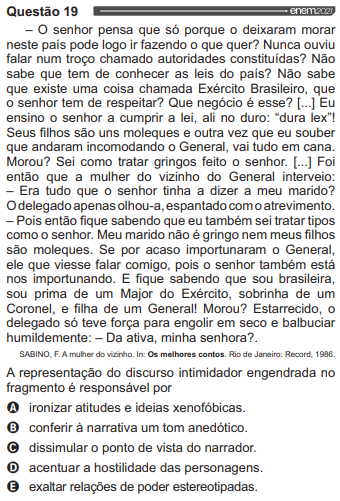 Questão 19 enem2021
– O senhor pensa que só porque o deixaram morar
neste país pode logo ir fazendo o que quer? Nunca ouviu
falar num troço chamado autoridades constituídas? Não
sabe que tem de conhecer as leis do país? Não sabe
que existe uma coisa chamada Exército Brasileiro, que
o senhor tem de respeitar? Que negócio é esse? [...] Eu
ensino o senhor a cumprir a lei, ali no duro: “dura lex”!
Seus filhos são uns moleques e outra vez que eu souber
que andaram incomodando o General, vai tudo em cana.
Morou? Sei como tratar gringos feito o senhor. [...] Foi
então que a mulher do vizinho do General interveio:
– Era tudo que o senhor tinha a dizer a meu marido?
O delegado apenas olhou-a, espantado com o atrevimento.
– Pois então fique sabendo que eu também sei tratar tipos
como o senhor. Meu marido não é gringo nem meus filhos
são moleques. Se por acaso importunaram o General,
ele que viesse falar comigo, pois o senhor também está
nos importunando. E fique sabendo que sou brasileira,
sou prima de um Major do Exército, sobrinha de um
Coronel, e filha de um General! Morou? Estarrecido, o
delegado só teve força para engolir em seco e balbuciar
humildemente: – Da ativa, minha senhora?.
SABINO, F. A mulher do vizinho. In: Os melhores contos. Rio de Janeiro: Record, 1986.
A representação do discurso intimidador engendrada no
fragmento é responsável por
A ironizar atitudes e ideias xenofóbicas.
B conferir à narrativa um tom anedótico.
C dissimular o ponto de vista do narrador.
D acentuar a hostilidade das personagens.
E exaltar relações de poder estereotipadas.